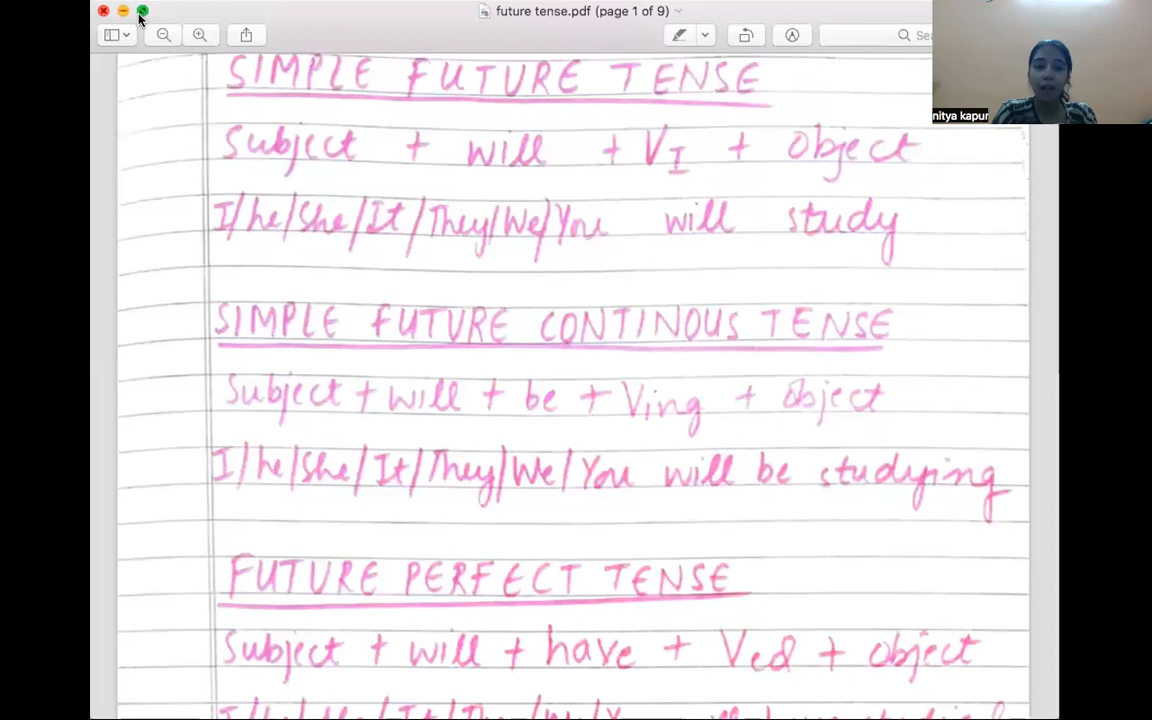 future tense.pdf (page 1 of 9)
Sea
nitya kapur
SIMPLE FUTURE TENSE
Subject + will + VI + object
I/he/She/It/They/We/You will study
SIMPLE FUTURE CONTINOUS TENSE
Subject + will + be + Ving + object
I/he/She/It/They/We/You will be studying
FUTURE PERFECT TENSE
Subject + will + have + Ved + object